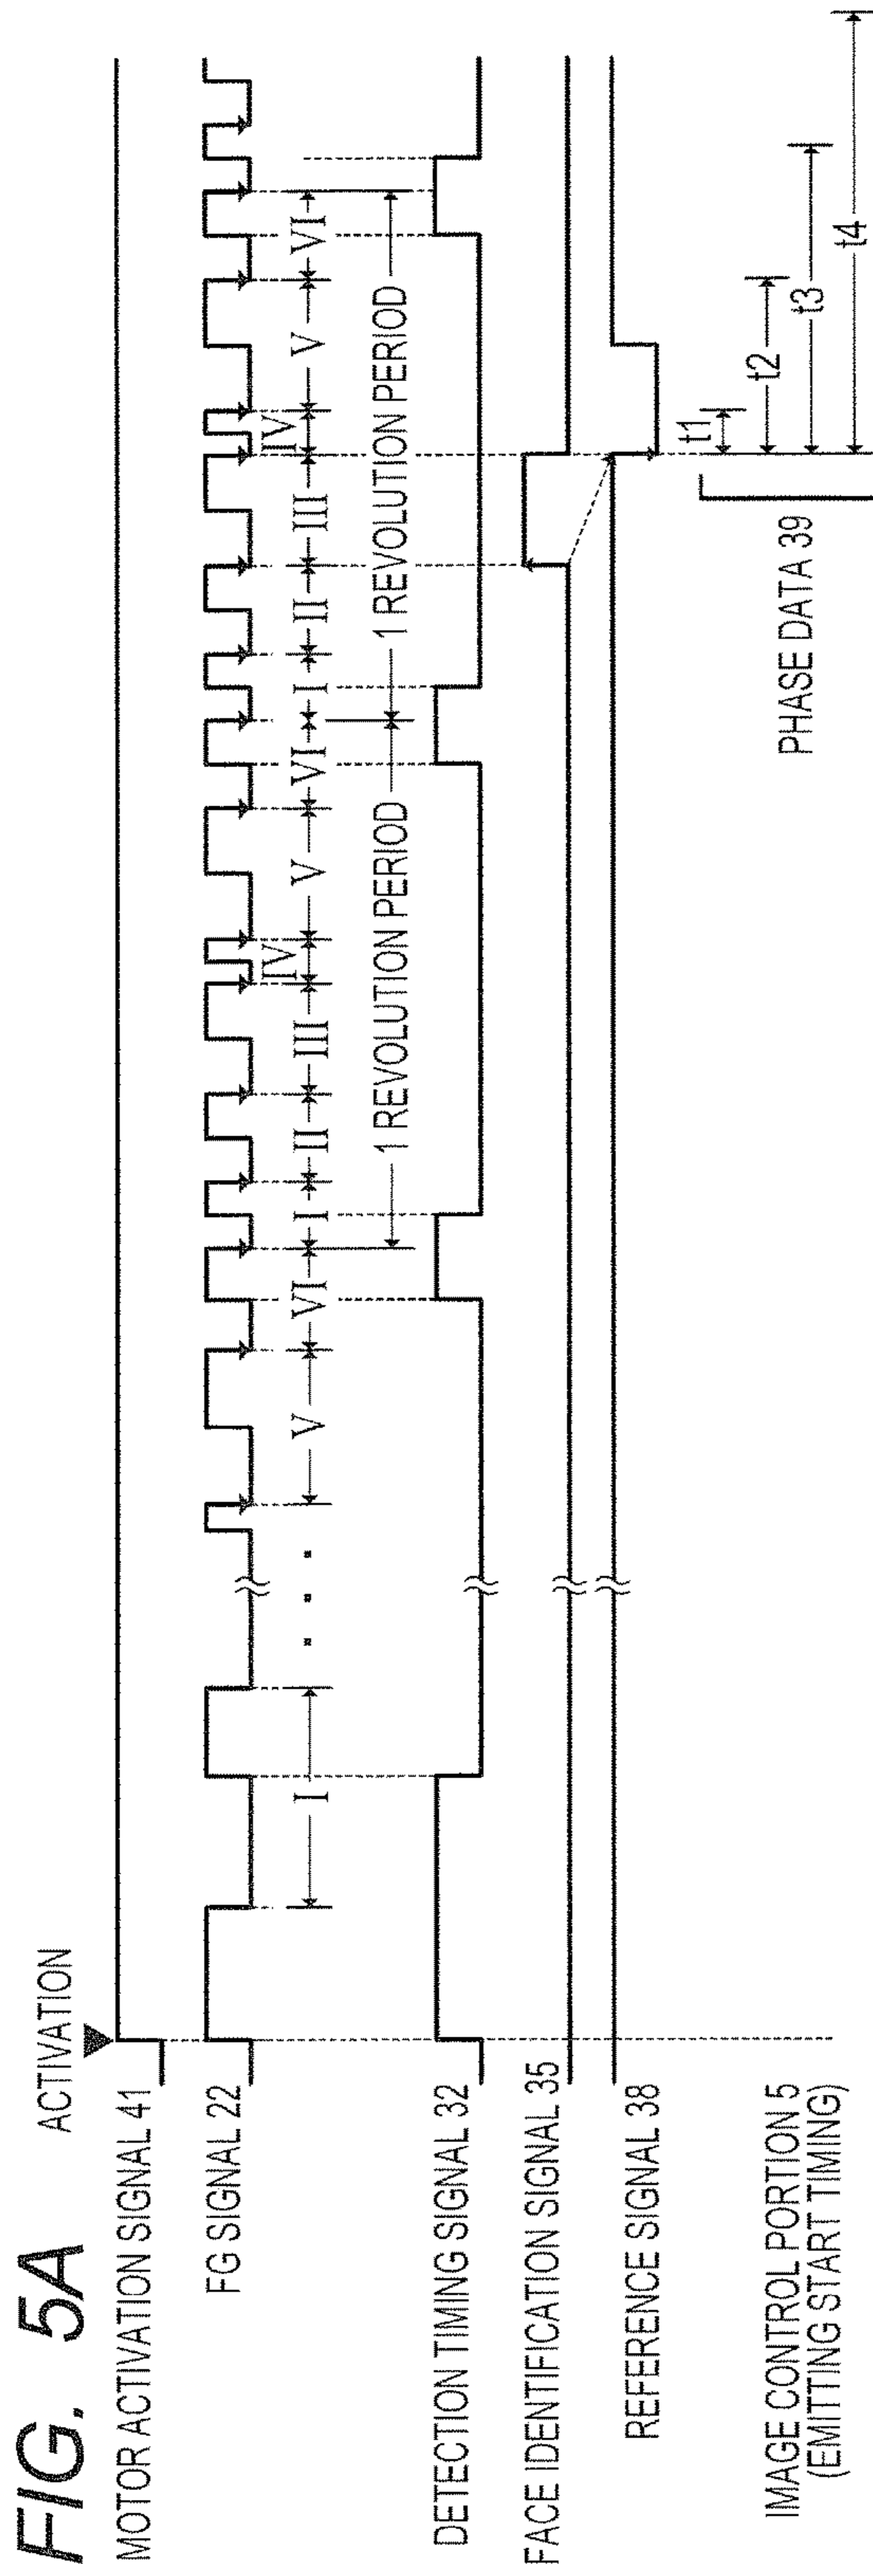 FIG. 5A
ACTIVATION
MOTOR ACTIVATION SIGNAL 41
FG SIGNAL 22
I V VI I II III IV V VI I II III IV V VI
1 REVOLUTION PERIOD 1 REVOLUTION PERIOD
DETECTION TIMING SIGNAL 32
FACE IDENTIFICATION SIGNAL 35
REFERENCE SIGNAL 38
PHASE DATA 39
t1
t2
t3
t4
IMAGE CONTROL PORTION 5
(EMITTING START TIMING)